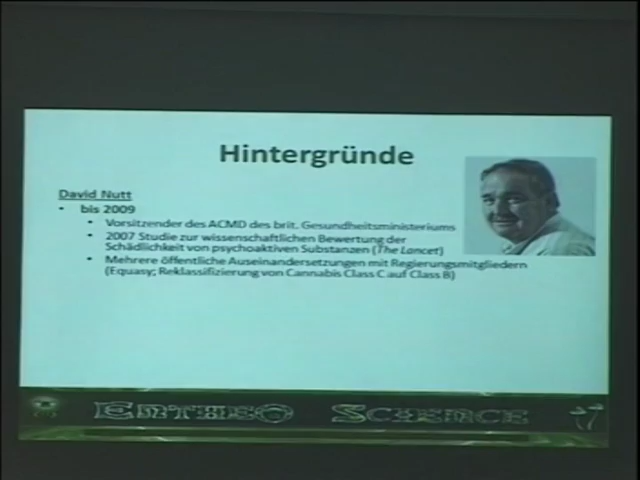 Hintergründe
David Nutt
• bis 2009
• Vorsitzender des ACMD des brit. Gesundheitsministeriums
• 2007 Studie zur wissenschaftlichen Bewertung der
Schädlichkeit von psychoaktiven Substanzen (The Lancet)
• Mehrere öffentliche Auseinandersetzungen mit Regierungsmitgliedern
(Equasy; Reklassifizierung von Cannabis Class C auf Class B)
Entheo Science